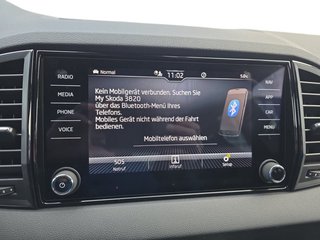 RADIO
MEDIA
PHONE
VOICE
Normal
11:02
Kein Mobilgerät verbunden. Suchen Sie
My Skoda 3820
über das Bluetooth-Menü Ihres
Telefons.
Mobiles Gerät nicht während der Fahrt
bedienen.
Mobiltelefon auswählen
SOS
Notruf
Inforuf
Setup
NAV
APP
CAR
MENU